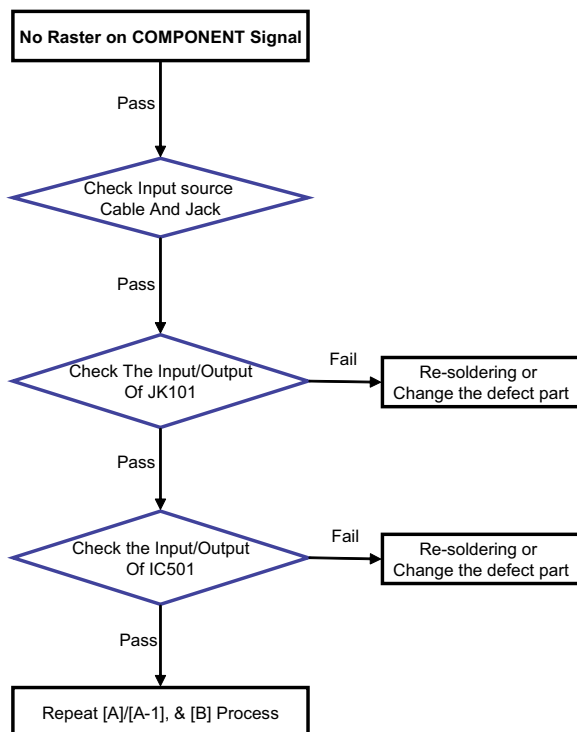 No Raster on COMPONENT Signal
Pass
Check Input source
Cable And Jack
Pass
Check The Input/Output
Of JK101
Fail
Re-soldering or
Change the defect part
Pass
Check the Input/Output
Of IC501
Fail
Re-soldering or
Change the defect part
Pass
Repeat [A]/[A-1], & [B] Process